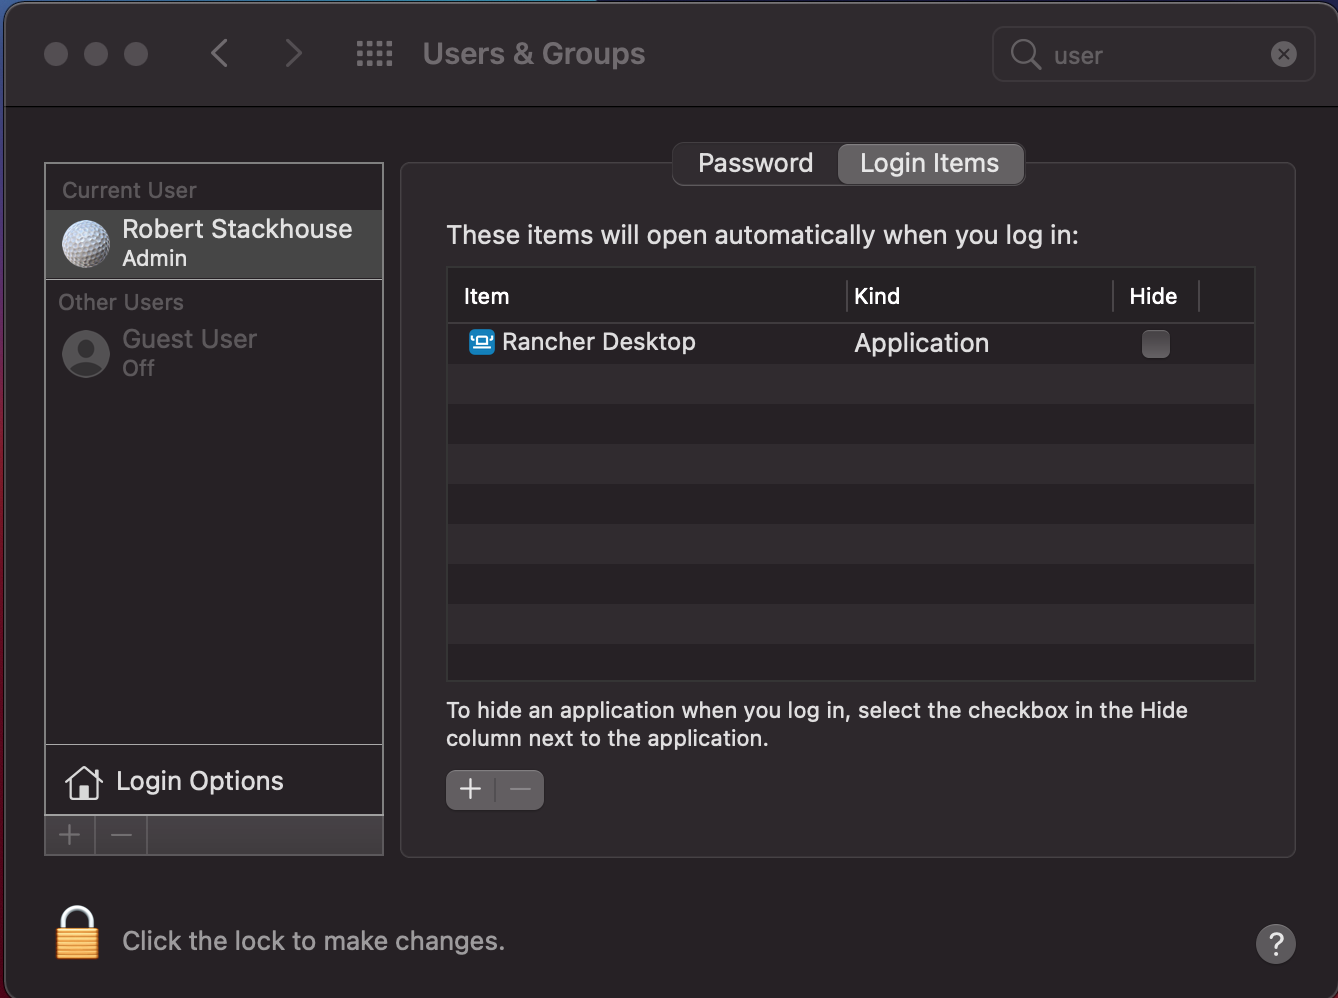 Users & Groups
user
Password
Login Items
Current User
Robert Stackhouse
Admin
Other Users
Guest User
Off
Login Options
Click the lock to make changes.
These items will open automatically when you log in:
Item Kind Hide
Rancher Desktop Application
To hide an application when you log in, select the checkbox in the Hide
column next to the application.
+ −
+ −
?